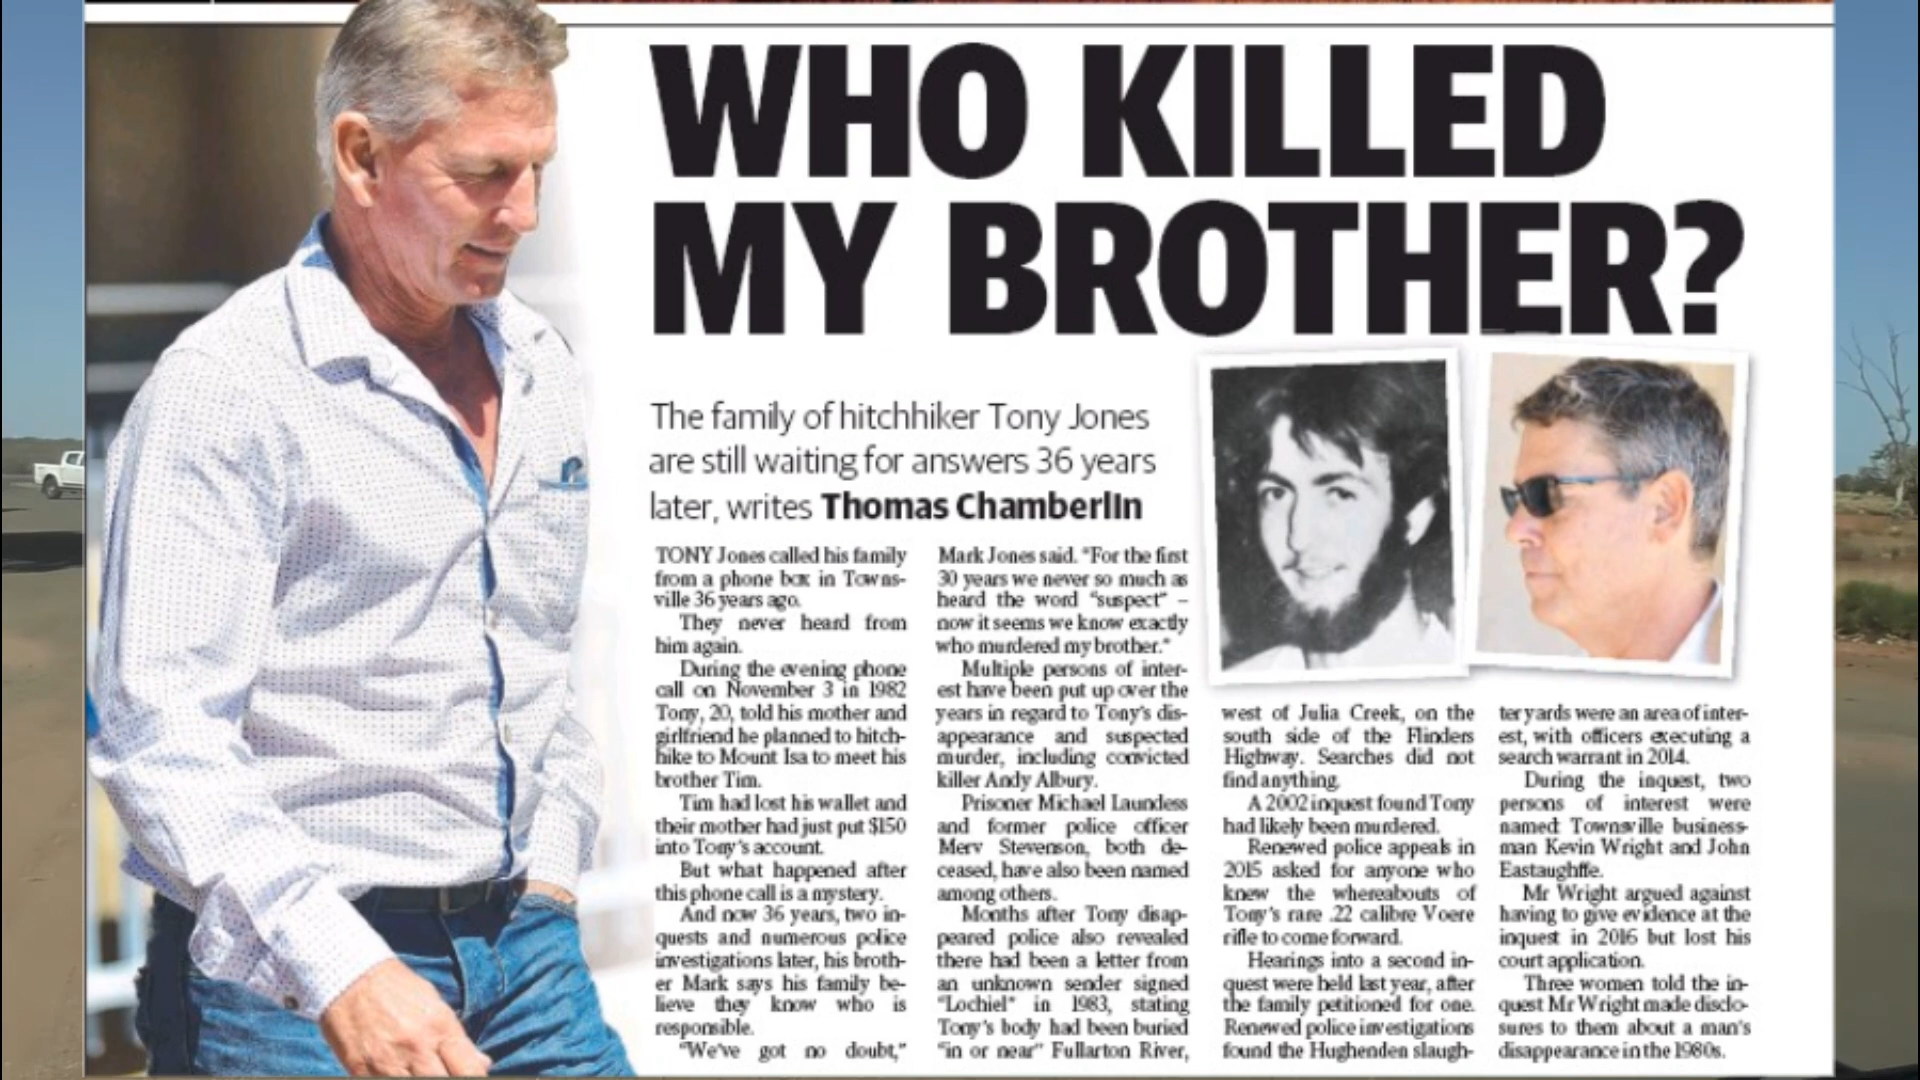 WHO KILLED
MY BROTHER?
The family of hitchhiker Tony Jones
are still waiting for answers 36 years
later, writes Thomas Chamberlin
TONY Jones called his family
from a phone box in Towns-
ville 36 years ago.
They never heard from
him again.
During the evening phone
call on November 3 in 1982
Tony, 20, told his mother and
girlfriend he planned to hitch-
hike to Mount Isa to meet his
brother Tim.
Tim had lost his wallet and
their mother had just put $150
into Tony's account.
But what happened after
this phone call is a mystery.
And now 36 years, two in-
quests and numerous police
investigations later, his broth-
er Mark says his family be-
lieve they know who is
responsible.
"We've got no doubt,"
Mark Jones said. "For the first
30 years we never so much as
heard the word "suspect" –
now it seems we know exactly
who murdered my brother."
Multiple persons of inter-
est have been put up over the
years in regard to Tony's dis-
appearance and suspected
murder, including convicted
killer Andy Albury.
Prisoner Michael Laundess
and former police officer
Merv Stevenson, both de-
ceased, have also been named
among others.
Months after Tony disap-
peared police also revealed
there had been a letter from
an unknown sender signed
"Lochiel" in 1983, stating
Tony's body had been buried
"in or near" Fullarton River,
west of Julia Creek, on the
south side of the Flinders
Highway. Searches did not
find anything.
A 2002 inquest found Tony
had likely been murdered.
Renewed police appeals in
2015 asked for anyone who
knew the whereabouts of
Tony's rare .22 calibre Voere
rifle to come forward.
Hearings into a second in-
quest were held last year, after
the family petitioned for one.
Renewed police investigations
found the Hughenden slaugh-
ter yards were an area of inter-
est, with officers executing a
search warrant in 2014.
During the inquest, two
persons of interest were
named: Townsville business-
man Kevin Wright and John
Eastaughffe.
Mr Wright argued against
having to give evidence at the
inquest in 2016 but lost his
court application.
Three women told the in-
quest Mr Wright made disclo-
sures to them about a man's
disappearance in the 1980s.